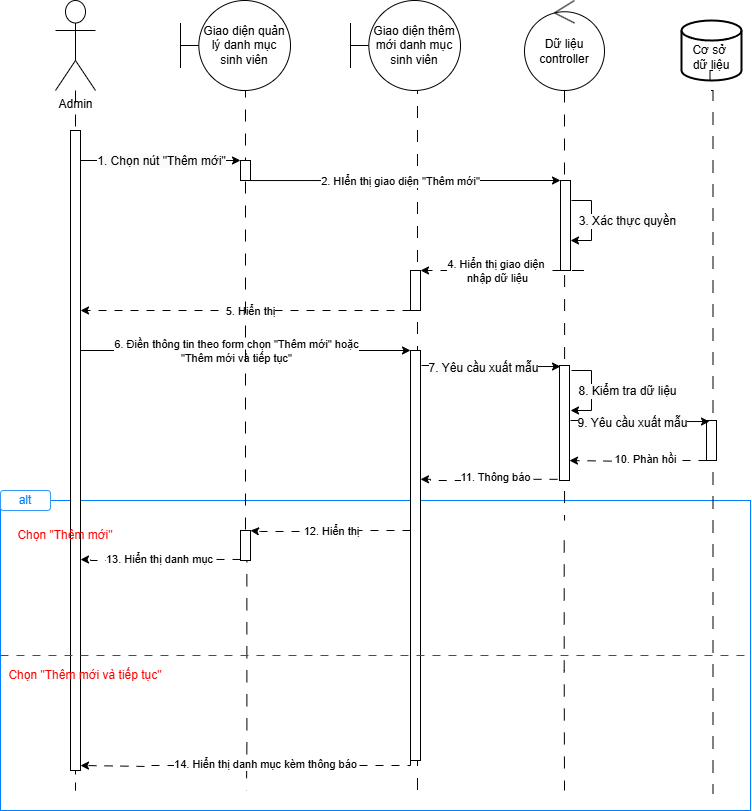 Giao diện quản
lý danh mục
sinh viên
Giao diện thêm
mới danh mục
sinh viên
Dữ liệu
controller
Cơ sở
dữ liệu
Admin
1. Chọn nút "Thêm mới"
2. HIển thị giao diện "Thêm mới"
3. Xác thực quyền
4. Hiển thị giao diện
nhập dữ liệu
5. Hiển thị
6. Điền thông tin theo form chọn "Thêm mới" hoặc
"Thêm mới và tiếp tục"
7. Yêu cầu xuất mẫu
8. Kiểm tra dữ liệu
9. Yêu cầu xuất mẫu
10. Phàn hồi
11. Thông báo
alt
Chọn "Thêm mới"
12. Hiển thị
13. Hiển thị danh mục
Chọn "Thêm mới và tiếp tục"
14. Hiển thị danh mục kèm thông báo